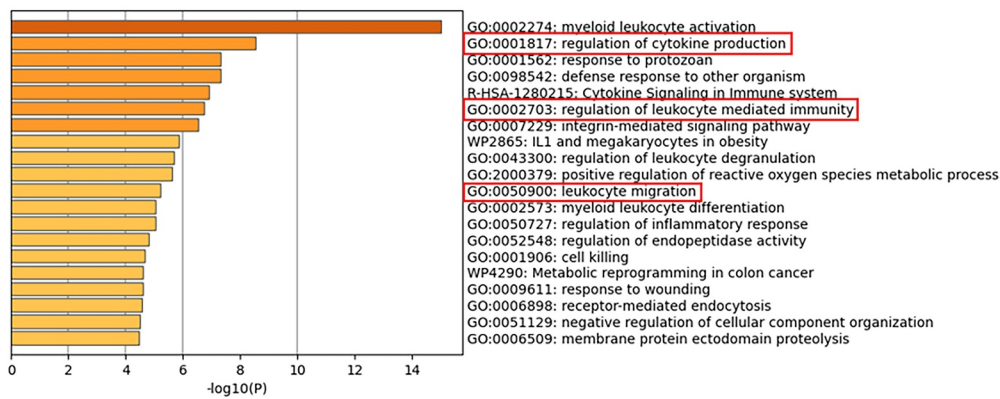 GO:0002274: myeloid leukocyte activation
GO:0001817: regulation of cytokine production
GO:0001562: response to protozoan
GO:0098542: defense response to other organism
R-HSA-1280215: Cytokine Signaling in Immune system
GO:0002703: regulation of leukocyte mediated immunity
GO:0007229: integrin-mediated signaling pathway
WP2865: IL1 and megakaryocytes in obesity
GO:0043300: regulation of leukocyte degranulation
GO:2000379: positive regulation of reactive oxygen species metabolic process
GO:0050900: leukocyte migration
GO:0002573: myeloid leukocyte differentiation
GO:0050727: regulation of inflammatory response
GO:0052548: regulation of endopeptidase activity
GO:0001906: cell killing
WP4290: Metabolic reprogramming in colon cancer
GO:0009611: response to wounding
GO:0006898: receptor-mediated endocytosis
GO:0051129: negative regulation of cellular component organization
GO:0006509: membrane protein ectodomain proteolysis
0 2 4 6 8 10 12 14
-log10(P)